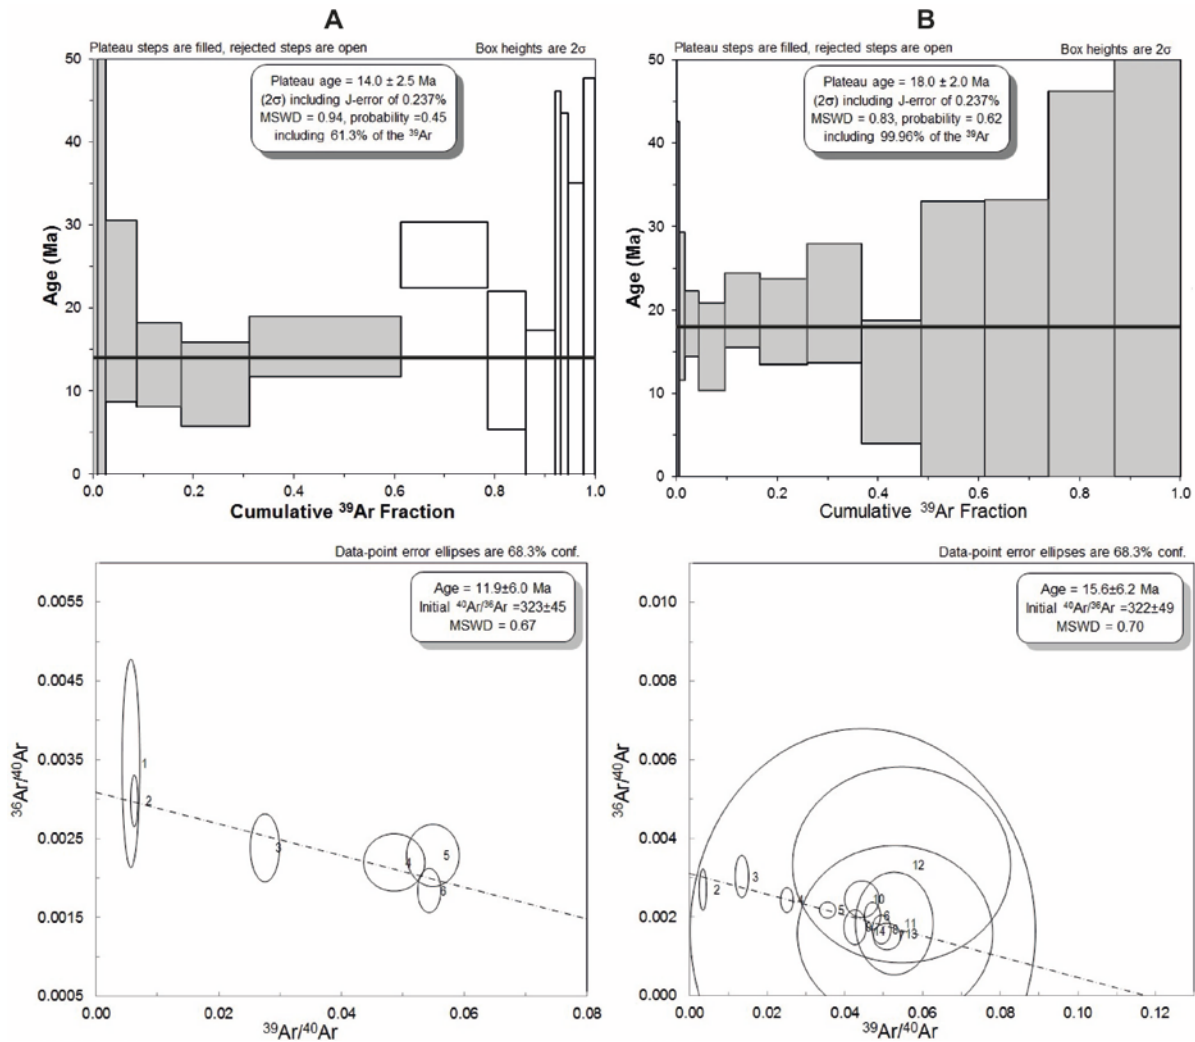 A
Plateau steps are filled, rejected steps are open
Box heights are 2σ
Plateau age = 14.0 ± 2.5 Ma
(2σ) including J-error of 0.237%
MSWD = 0.94, probability =0.45
including 61.3% of the ³⁹Ar
Age (Ma)
50
40
30
20
10
0
0.0 0.2 0.4 0.6 0.8 1.0
Cumulative ³⁹Ar Fraction
B
Plateau steps are filled, rejected steps are open
Box heights are 2σ
Plateau age = 18.0 ± 2.0 Ma
(2σ) including J-error of 0.237%
MSWD = 0.83, probability = 0.62
including 99.96% of the ³⁹Ar
Age (Ma)
50
40
30
20
10
0
0.0 0.2 0.4 0.6 0.8 1.0
Cumulative ³⁹Ar Fraction
Data-point error ellipses are 68.3% conf.
Age = 11.9±6.0 Ma
Initial ⁴⁰Ar/³⁶Ar =323±45
MSWD = 0.67
³⁶Ar/⁴⁰Ar
0.0055
0.0045
0.0035
0.0025
0.0015
0.0005
1
2
3
4
5
6
0.00 0.02 0.04 0.06 0.08
³⁹Ar/⁴⁰Ar
Data-point error ellipses are 68.3% conf.
Age = 15.6±6.2 Ma
Initial ⁴⁰Ar/³⁶Ar =322±49
MSWD = 0.70
³⁶Ar/⁴⁰Ar
0.010
0.008
0.006
0.004
0.002
0.000
2
3
4
5
12
10
6
11
14
8
13
0.00 0.02 0.04 0.06 0.08 0.10 0.12
³⁹Ar/⁴⁰Ar